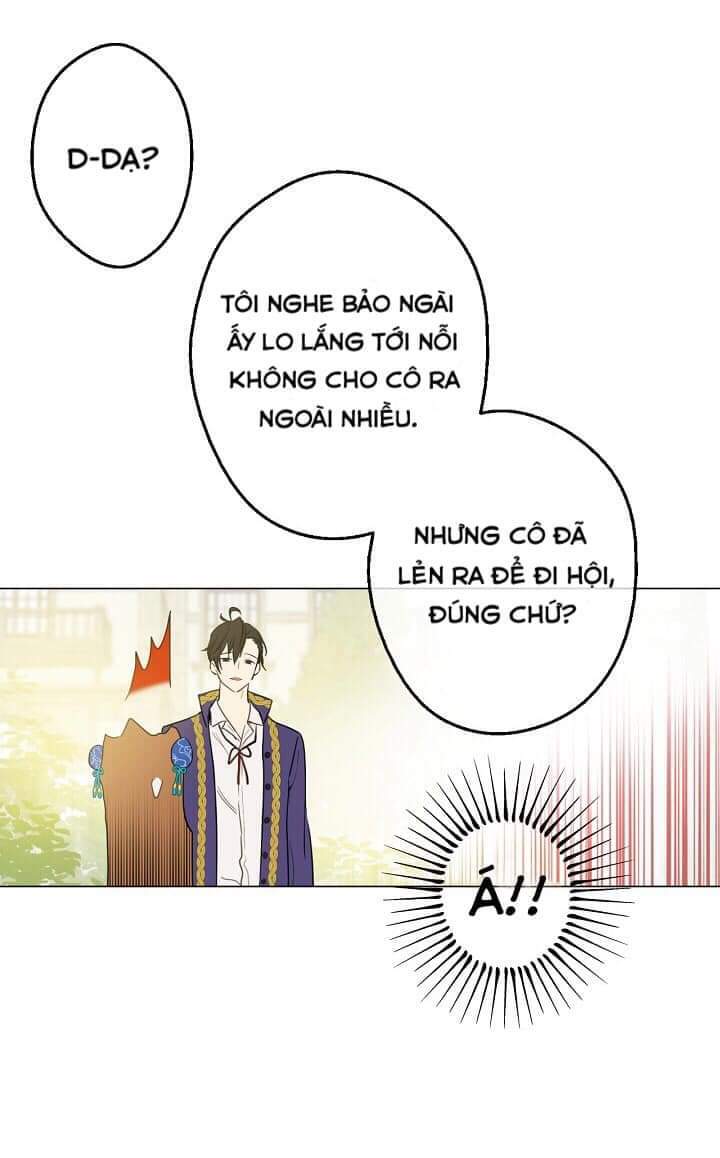 D-DẠ?
TÔI NGHE BẢO NGÀI
ẤY LO LẮNG TỚI NỖI
KHÔNG CHO CÔ RA
NGOÀI NHIỀU.
NHƯNG CÔ ĐÃ
LẺN RA ĐỂ ĐI HỘI,
ĐÚNG CHỨ?
Á!!